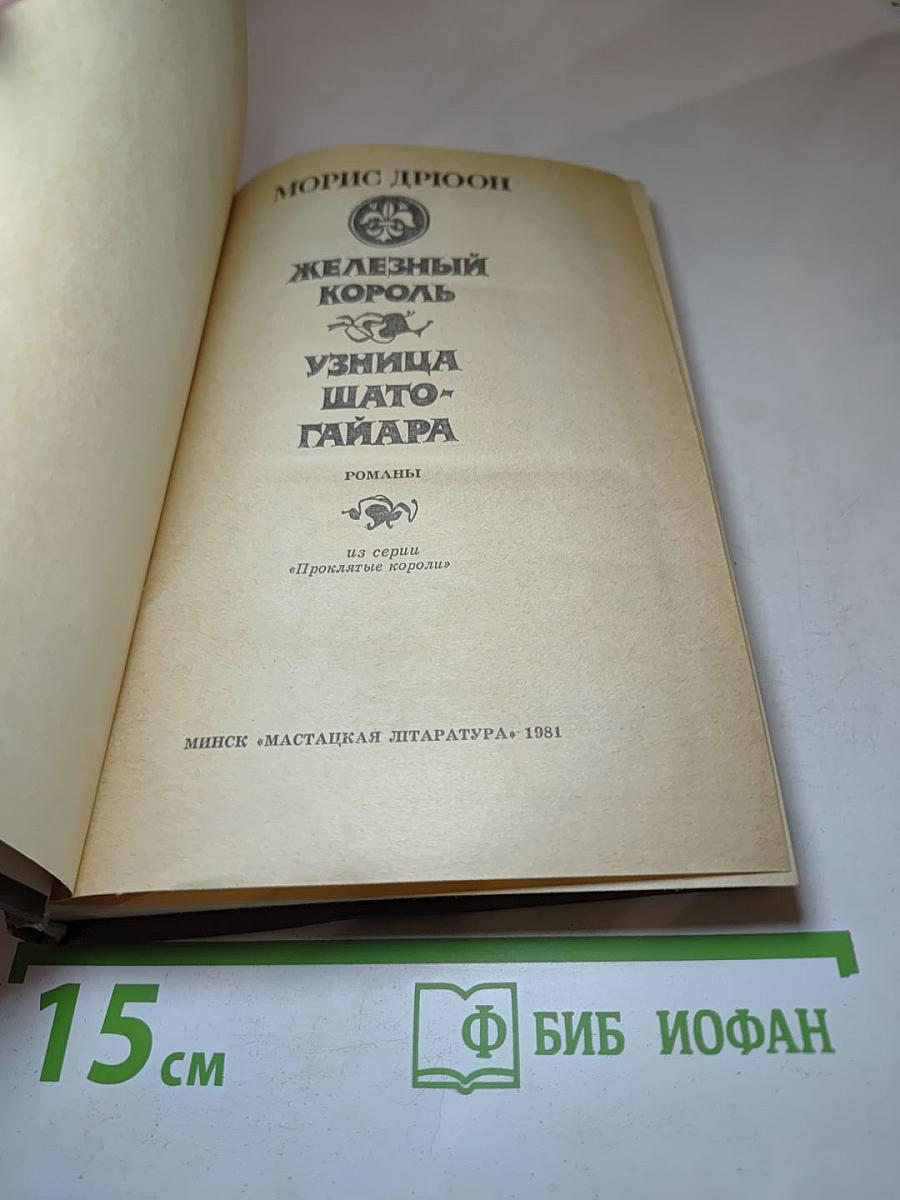 МОРИС ДРЮОН
ЖЕЛЕЗНЫЙ
КОРОЛЬ
УЗНИЦА
ШАТО-
ГАЙАРА
РОМАНЫ
из серии
«Проклятые короли»
МИНСК «МАСТАЦКАЯ ЛІТАРАТУРА» 1981
15 см
Ф БИБ ИОФАН